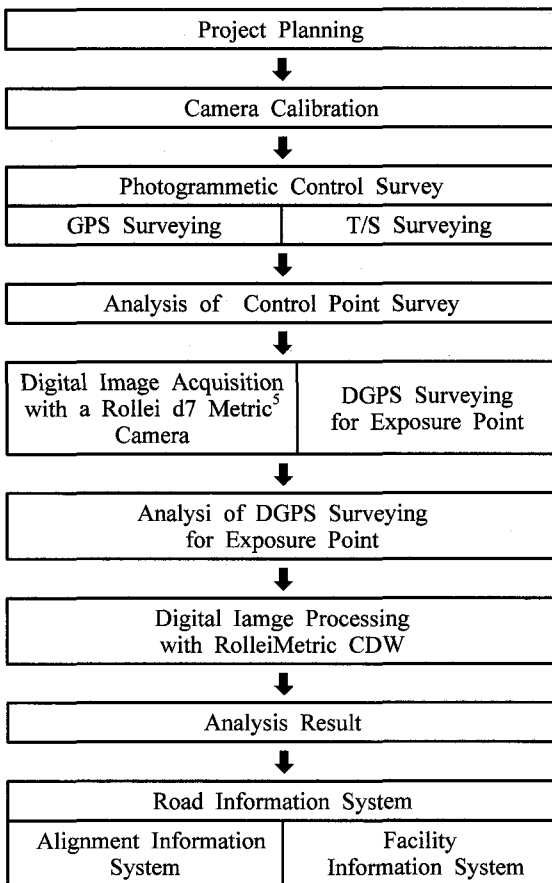 Project Planning
Camera Calibration
Photogrammetic Control Survey
GPS Surveying
T/S Surveying
Analysis of Control Point Survey
Digital Image Acquisition
with a Rollei d7 Metric5
Camera
DGPS Surveying
for Exposure Point
Analysi of DGPS Surveying
for Exposure Point
Digital Iamge Processing
with RolleiMetric CDW
Analysis Result
Road Information System
Alignment Information
System
Facility
Information System